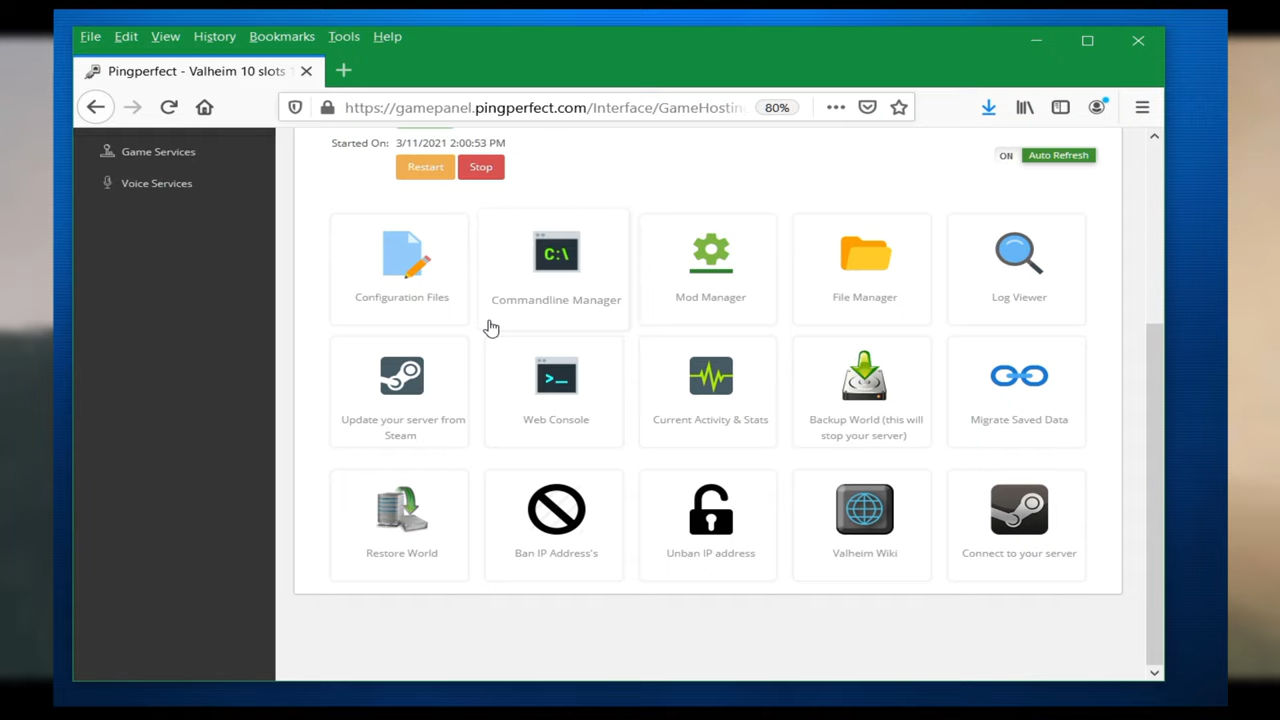 File Edit View History Bookmarks Tools Help
Pingperfect - Valheim 10 slots
https://gamepanel.pingperfect.com/Interface/GameHosting
80%
Game Services
Voice Services
Started On: 3/11/2021 2:00:53 PM
Restart Stop
ON Auto Refresh
C:\
Configuration Files
Commandline Manager
Mod Manager
File Manager
Log Viewer
>_
Update your server from
Steam
Web Console
Current Activity & Stats
Backup World (this will
stop your server)
Migrate Saved Data
Restore World
Ban IP Address's
Unban IP address
Valheim Wiki
Connect to your server